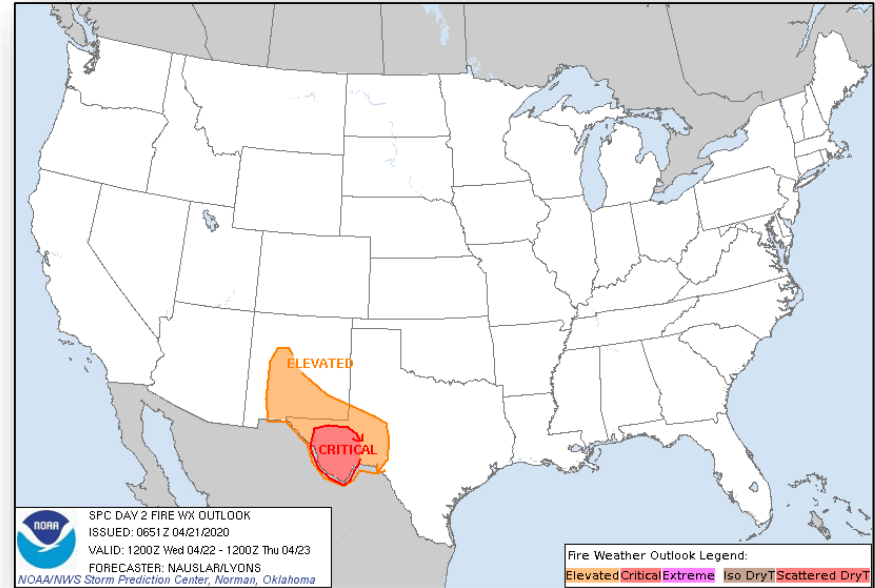 ELEVATED
CRITICAL
NOAA
SPC DAY 2 FIRE WX OUTLOOK
ISSUED: 0651Z 04/21/2020
VALID: 1200Z Wed 04/22 - 1200Z Thu 04/23
FORECASTER: NAUSLAR/LYONS
NOAA/NWS Storm Prediction Center, Norman, Oklahoma
Fire Weather Outlook Legend:
Elevated Critical Extreme Iso DryT Scattered DryT